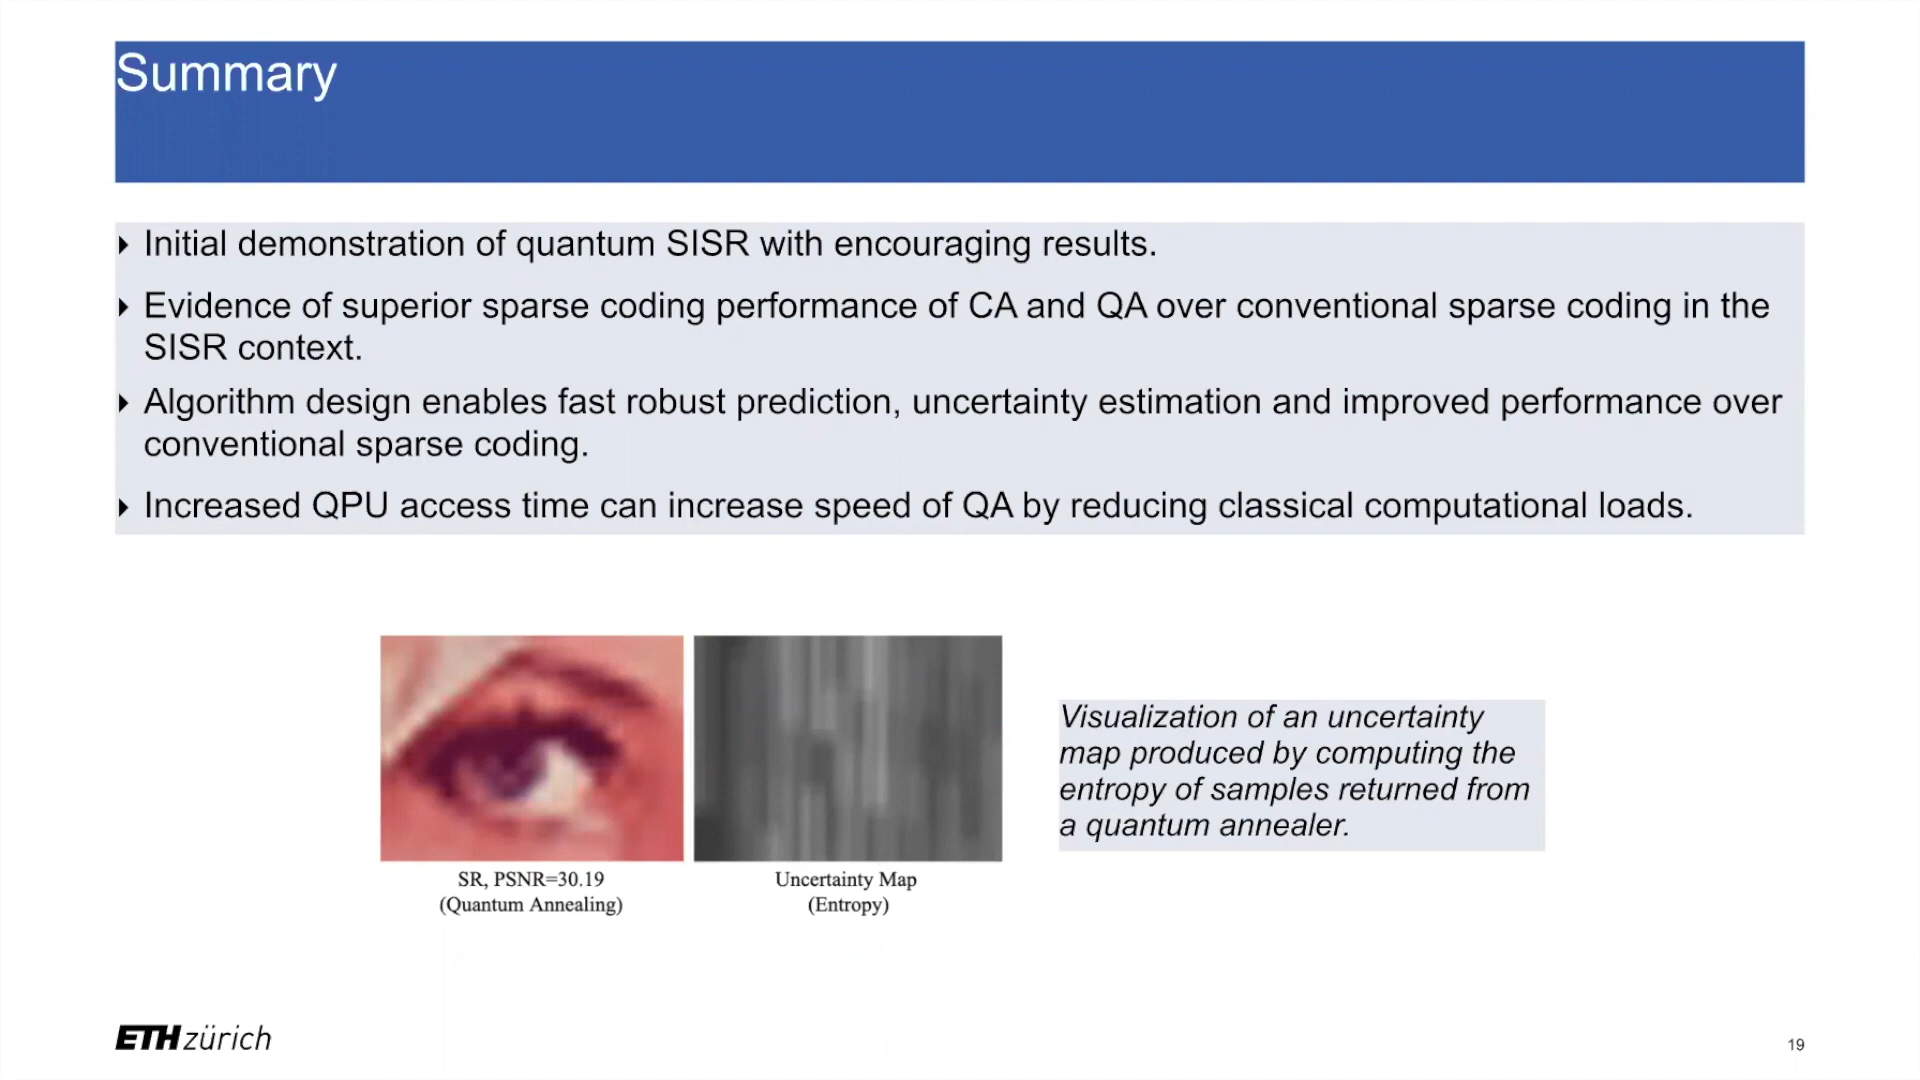 Summary
Initial demonstration of quantum SISR with encouraging results.
Evidence of superior sparse coding performance of CA and QA over conventional sparse coding in the
SISR context.
Algorithm design enables fast robust prediction, uncertainty estimation and improved performance over
conventional sparse coding.
Increased QPU access time can increase speed of QA by reducing classical computational loads.
SR, PSNR=30.19
(Quantum Annealing)
Uncertainty Map
(Entropy)
Visualization of an uncertainty
map produced by computing the
entropy of samples returned from
a quantum annealer.
ETH zürich
19